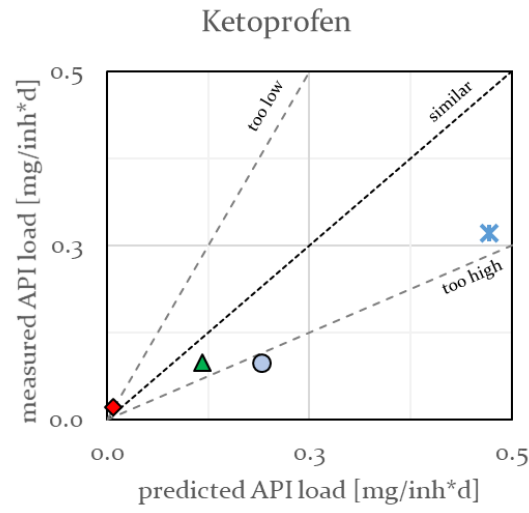 Ketoprofen
measured API load [mg/inh*d]
0.5
0.3
0.0
too low
similar
too high
0.0
0.3
0.5
predicted API load [mg/inh*d]